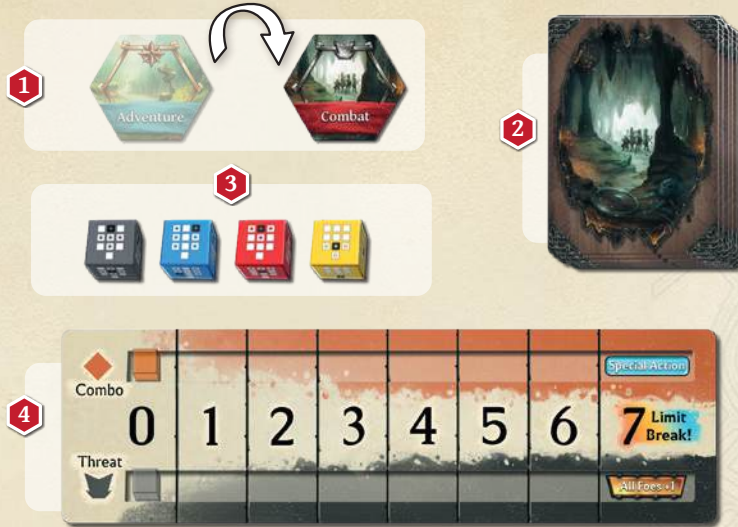 1
Adventure
Combat
2
3
4
Combo
Special Action
0 1 2 3 4 5 6 7 Limit
Break!
Threat
All Foes +1